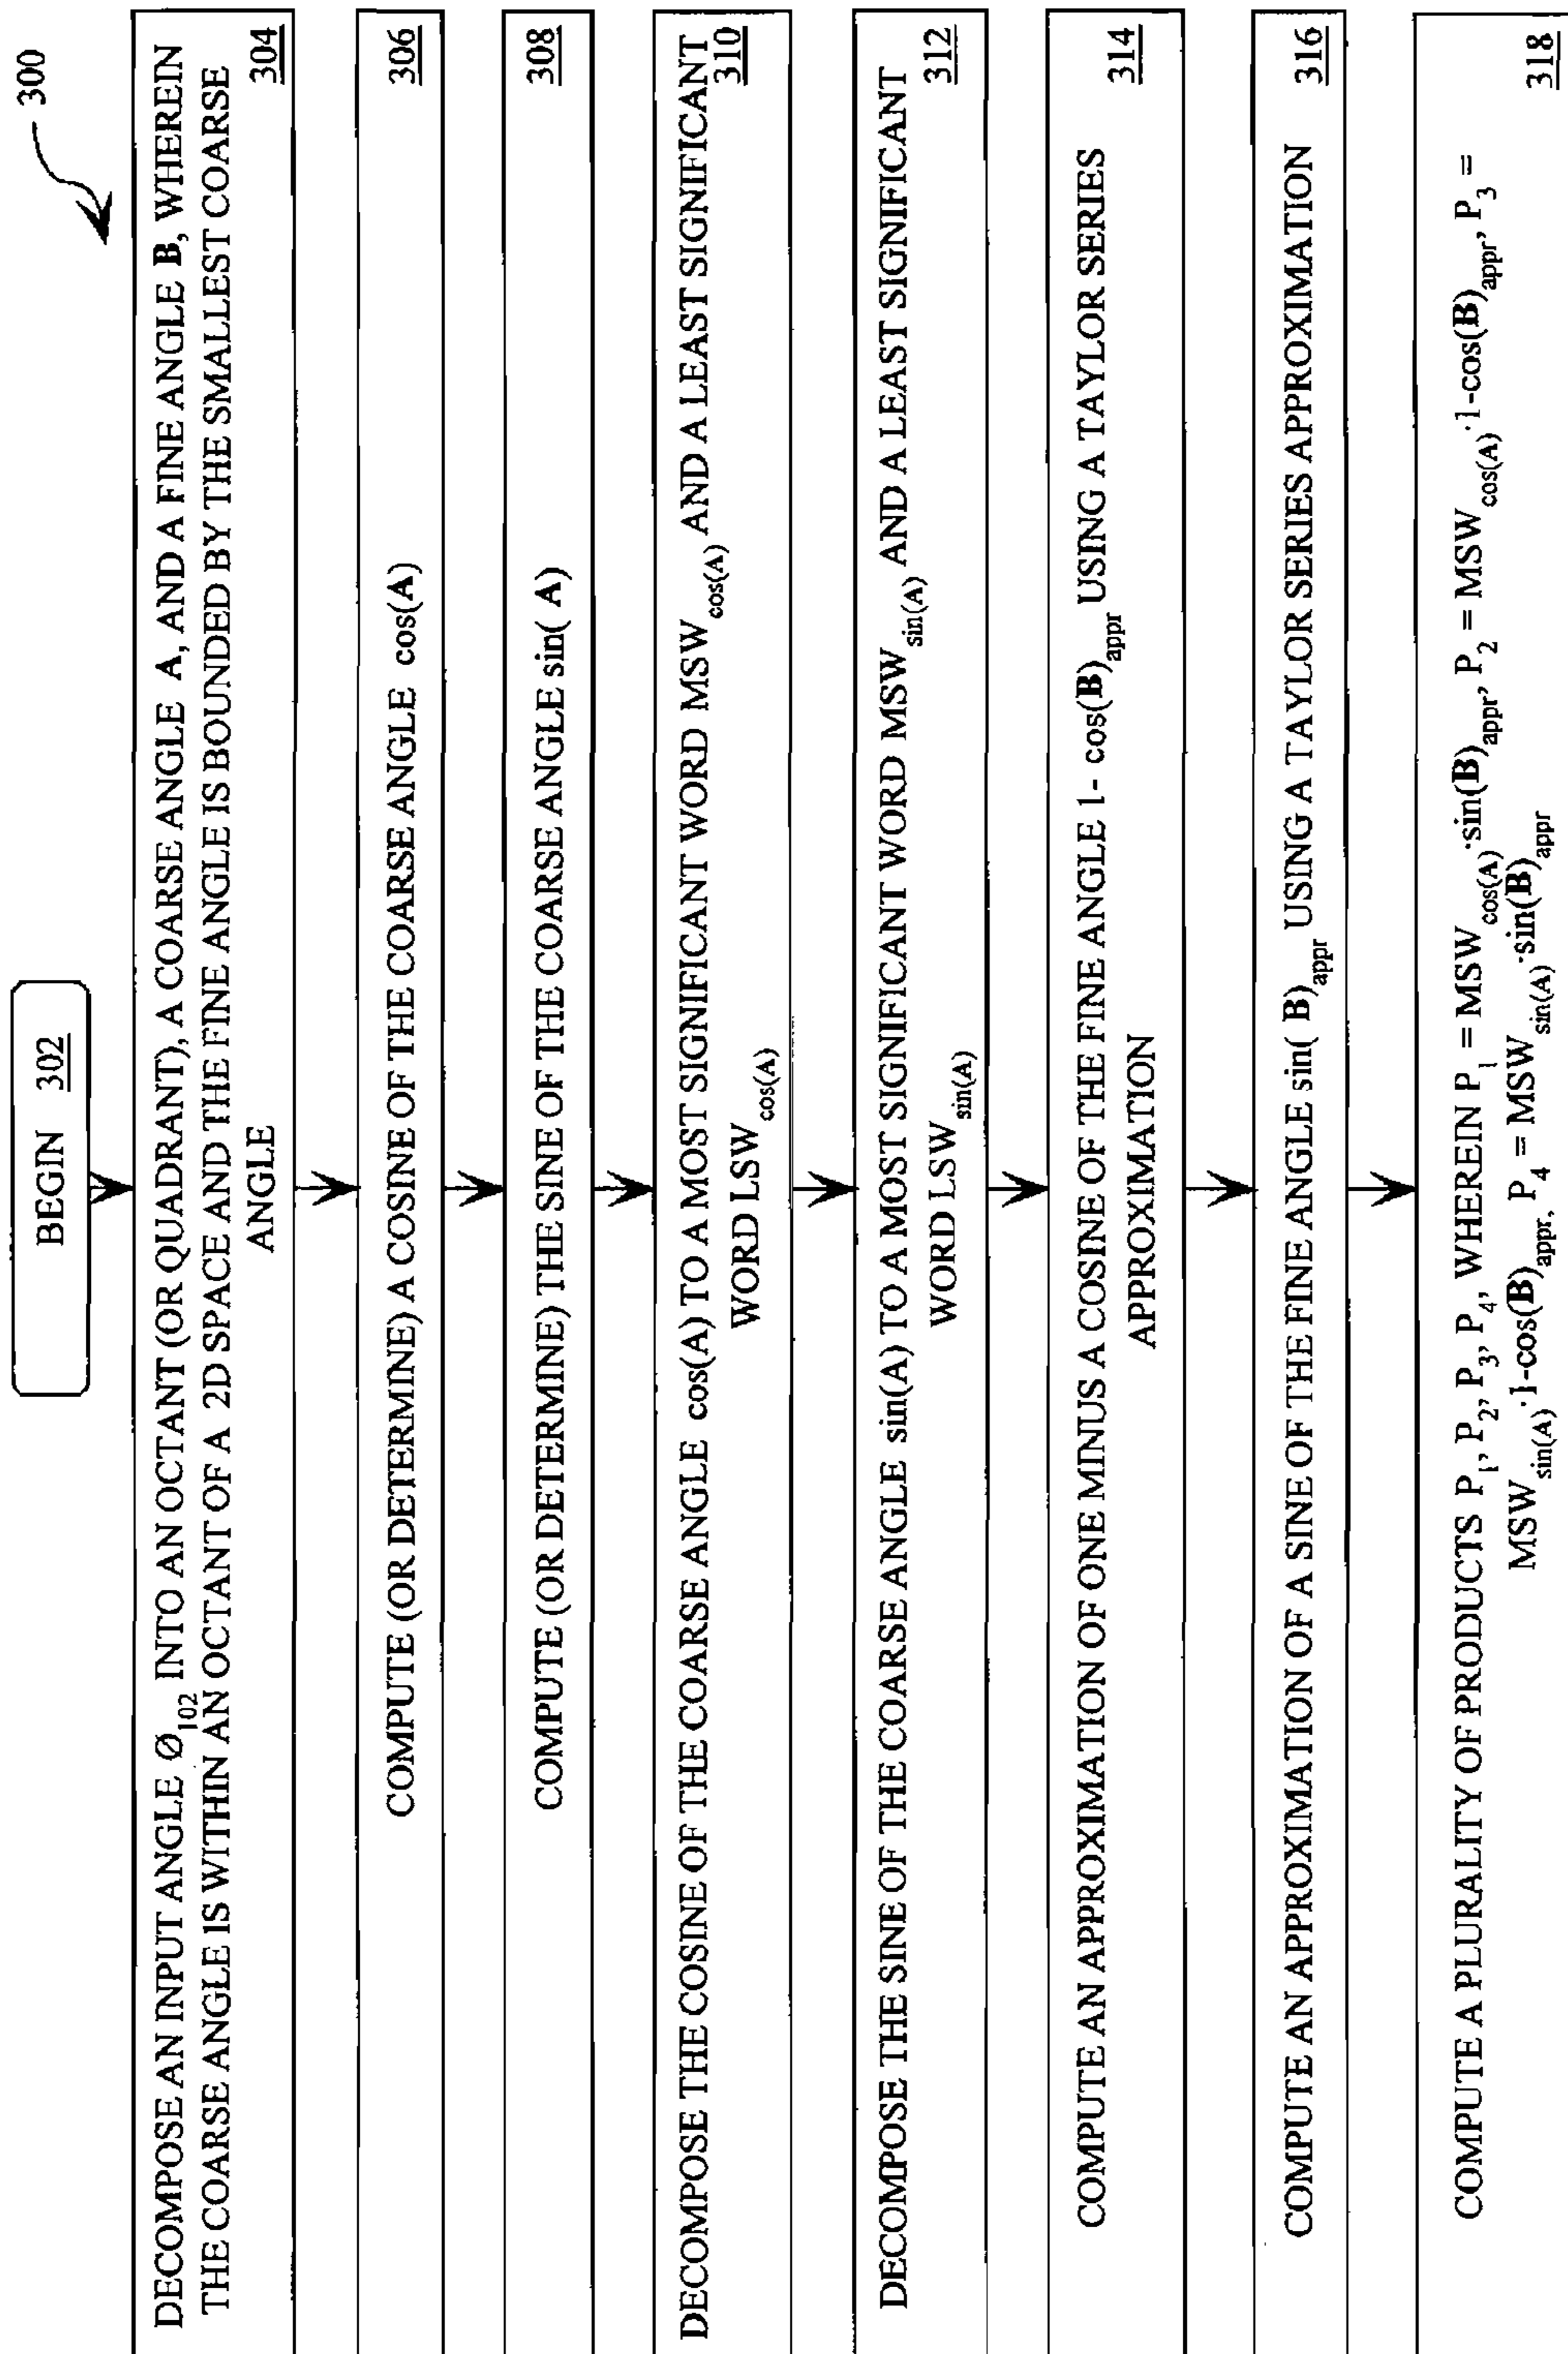 300
BEGIN 302
DECOMPOSE AN INPUT ANGLE Ø102 INTO AN OCTANT (OR QUADRANT), A COARSE ANGLE A, AND A FINE ANGLE B, WHEREIN
THE COARSE ANGLE IS WITHIN AN OCTANT OF A 2D SPACE AND THE FINE ANGLE IS BOUNDED BY THE SMALLEST COARSE
ANGLE 304
COMPUTE (OR DETERMINE) A COSINE OF THE COARSE ANGLE cos(A) 306
COMPUTE (OR DETERMINE) THE SINE OF THE COARSE ANGLE sin( A) 308
DECOMPOSE THE COSINE OF THE COARSE ANGLE cos(A) TO A MOST SIGNIFICANT WORD MSWcos(A) AND A LEAST SIGNIFICANT
WORD LSWcos(A) 310
DECOMPOSE THE SINE OF THE COARSE ANGLE sin(A) TO A MOST SIGNIFICANT WORD MSWsin(A) AND A LEAST SIGNIFICANT
WORD LSWsin(A) 312
COMPUTE AN APPROXIMATION OF ONE MINUS A COSINE OF THE FINE ANGLE 1- cos(B)appr USING A TAYLOR SERIES
APPROXIMATION 314
COMPUTE AN APPROXIMATION OF A SINE OF THE FINE ANGLE sin( B)appr USING A TAYLOR SERIES APPROXIMATION 316
COMPUTE A PLURALITY OF PRODUCTS P1, P2, P3, P4, WHEREIN P1 = MSWcos(A)·sin(B)appr, P2 = MSWcos(A)·1-cos(B)appr, P3 =
MSWsin(A)·1-cos(B)appr, P4 = MSWsin(A)·sin(B)appr 318